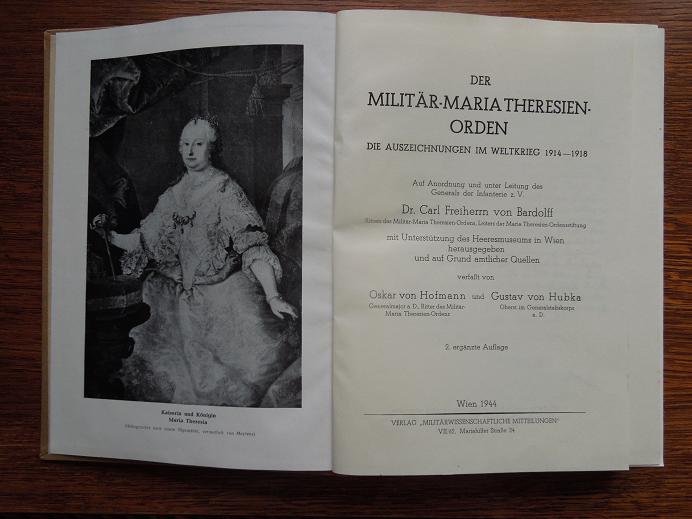 Kaiserin und Königin
Maria Theresia
DER
MILITÄR-MARIA THERESIEN-
ORDEN
DIE AUSZEICHNUNGEN IM WELTKRIEG 1914—1918
Auf Anordnung und unter Leitung des
Generals der Infanterie z. V.
Dr. Carl Freiherrn von Bardolff
Ritters des Militär-Maria Theresien-Ordens, Leiters der Maria Theresien-Ordensstiftung
mit Unterstützung des Heeresmuseums in Wien
herausgegeben
und auf Grund amtlicher Quellen
verfaßt von
Oskar von Hofmann und Gustav von Hubka
Generalmajor a. D., Ritter des Militär- Oberst im Generalstabskorps
Maria Theresien-Ordens a. D.
2. ergänzte Auflage
Wien 1944
VERLAG „MILITÄRWISSENSCHAFTLICHE MITTEILUNGEN"
VII/62, Mariahilfer Straße 24